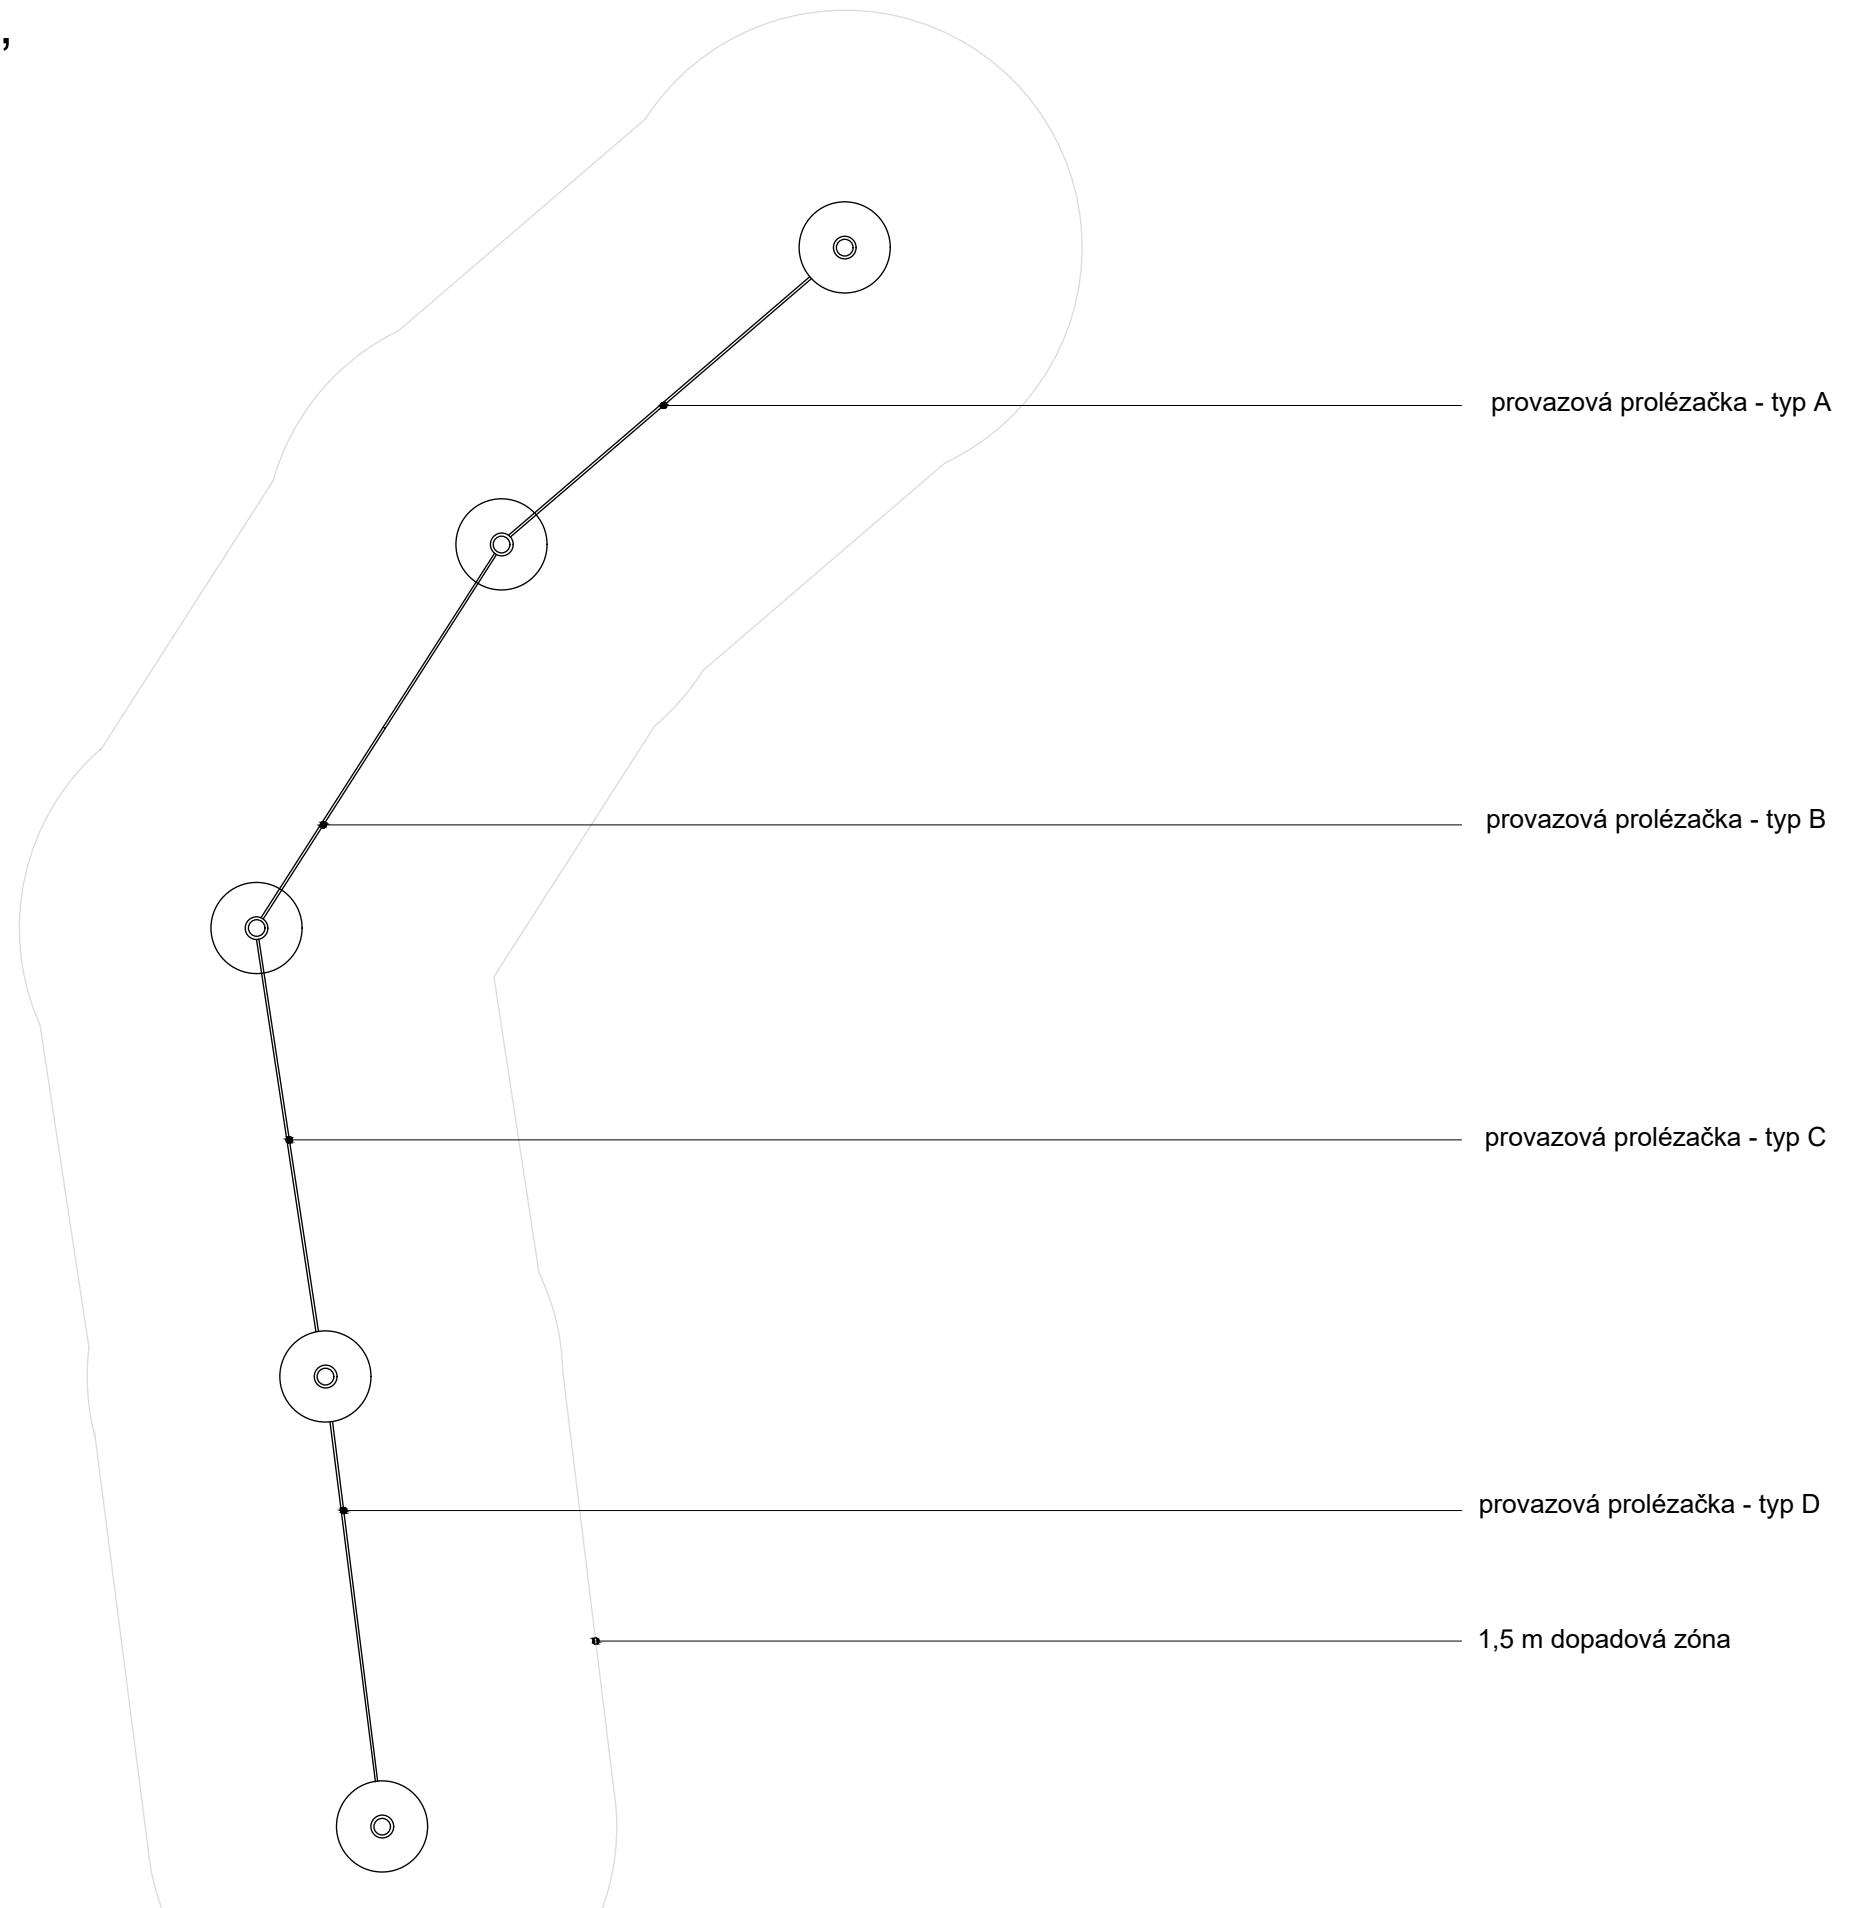 ,
provazová prolézačka - typ A
provazová prolézačka - typ B
provazová prolézačka - typ C
provazová prolézačka - typ D
1,5 m dopadová zóna